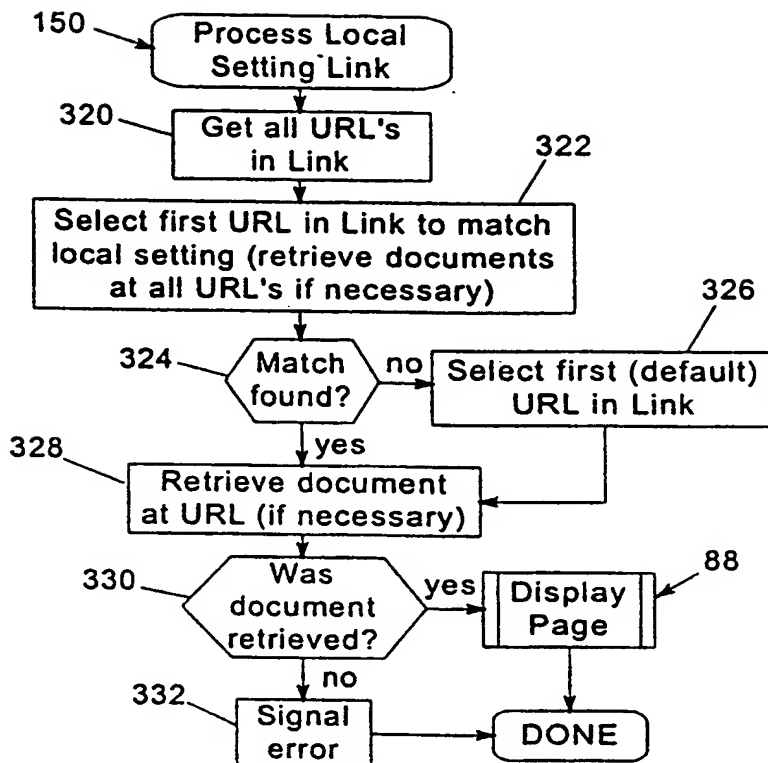 150
Process Local
Setting Link
320
Get all URL's
in Link
322
Select first URL in Link to match
local setting (retrieve documents
at all URL's if necessary)
326
324
Match
found?
no
Select first (default)
URL in Link
yes
328
Retrieve document
at URL (if necessary)
330
Was
document
retrieved?
yes
88
Display
Page
no
332
Signal
error
DONE